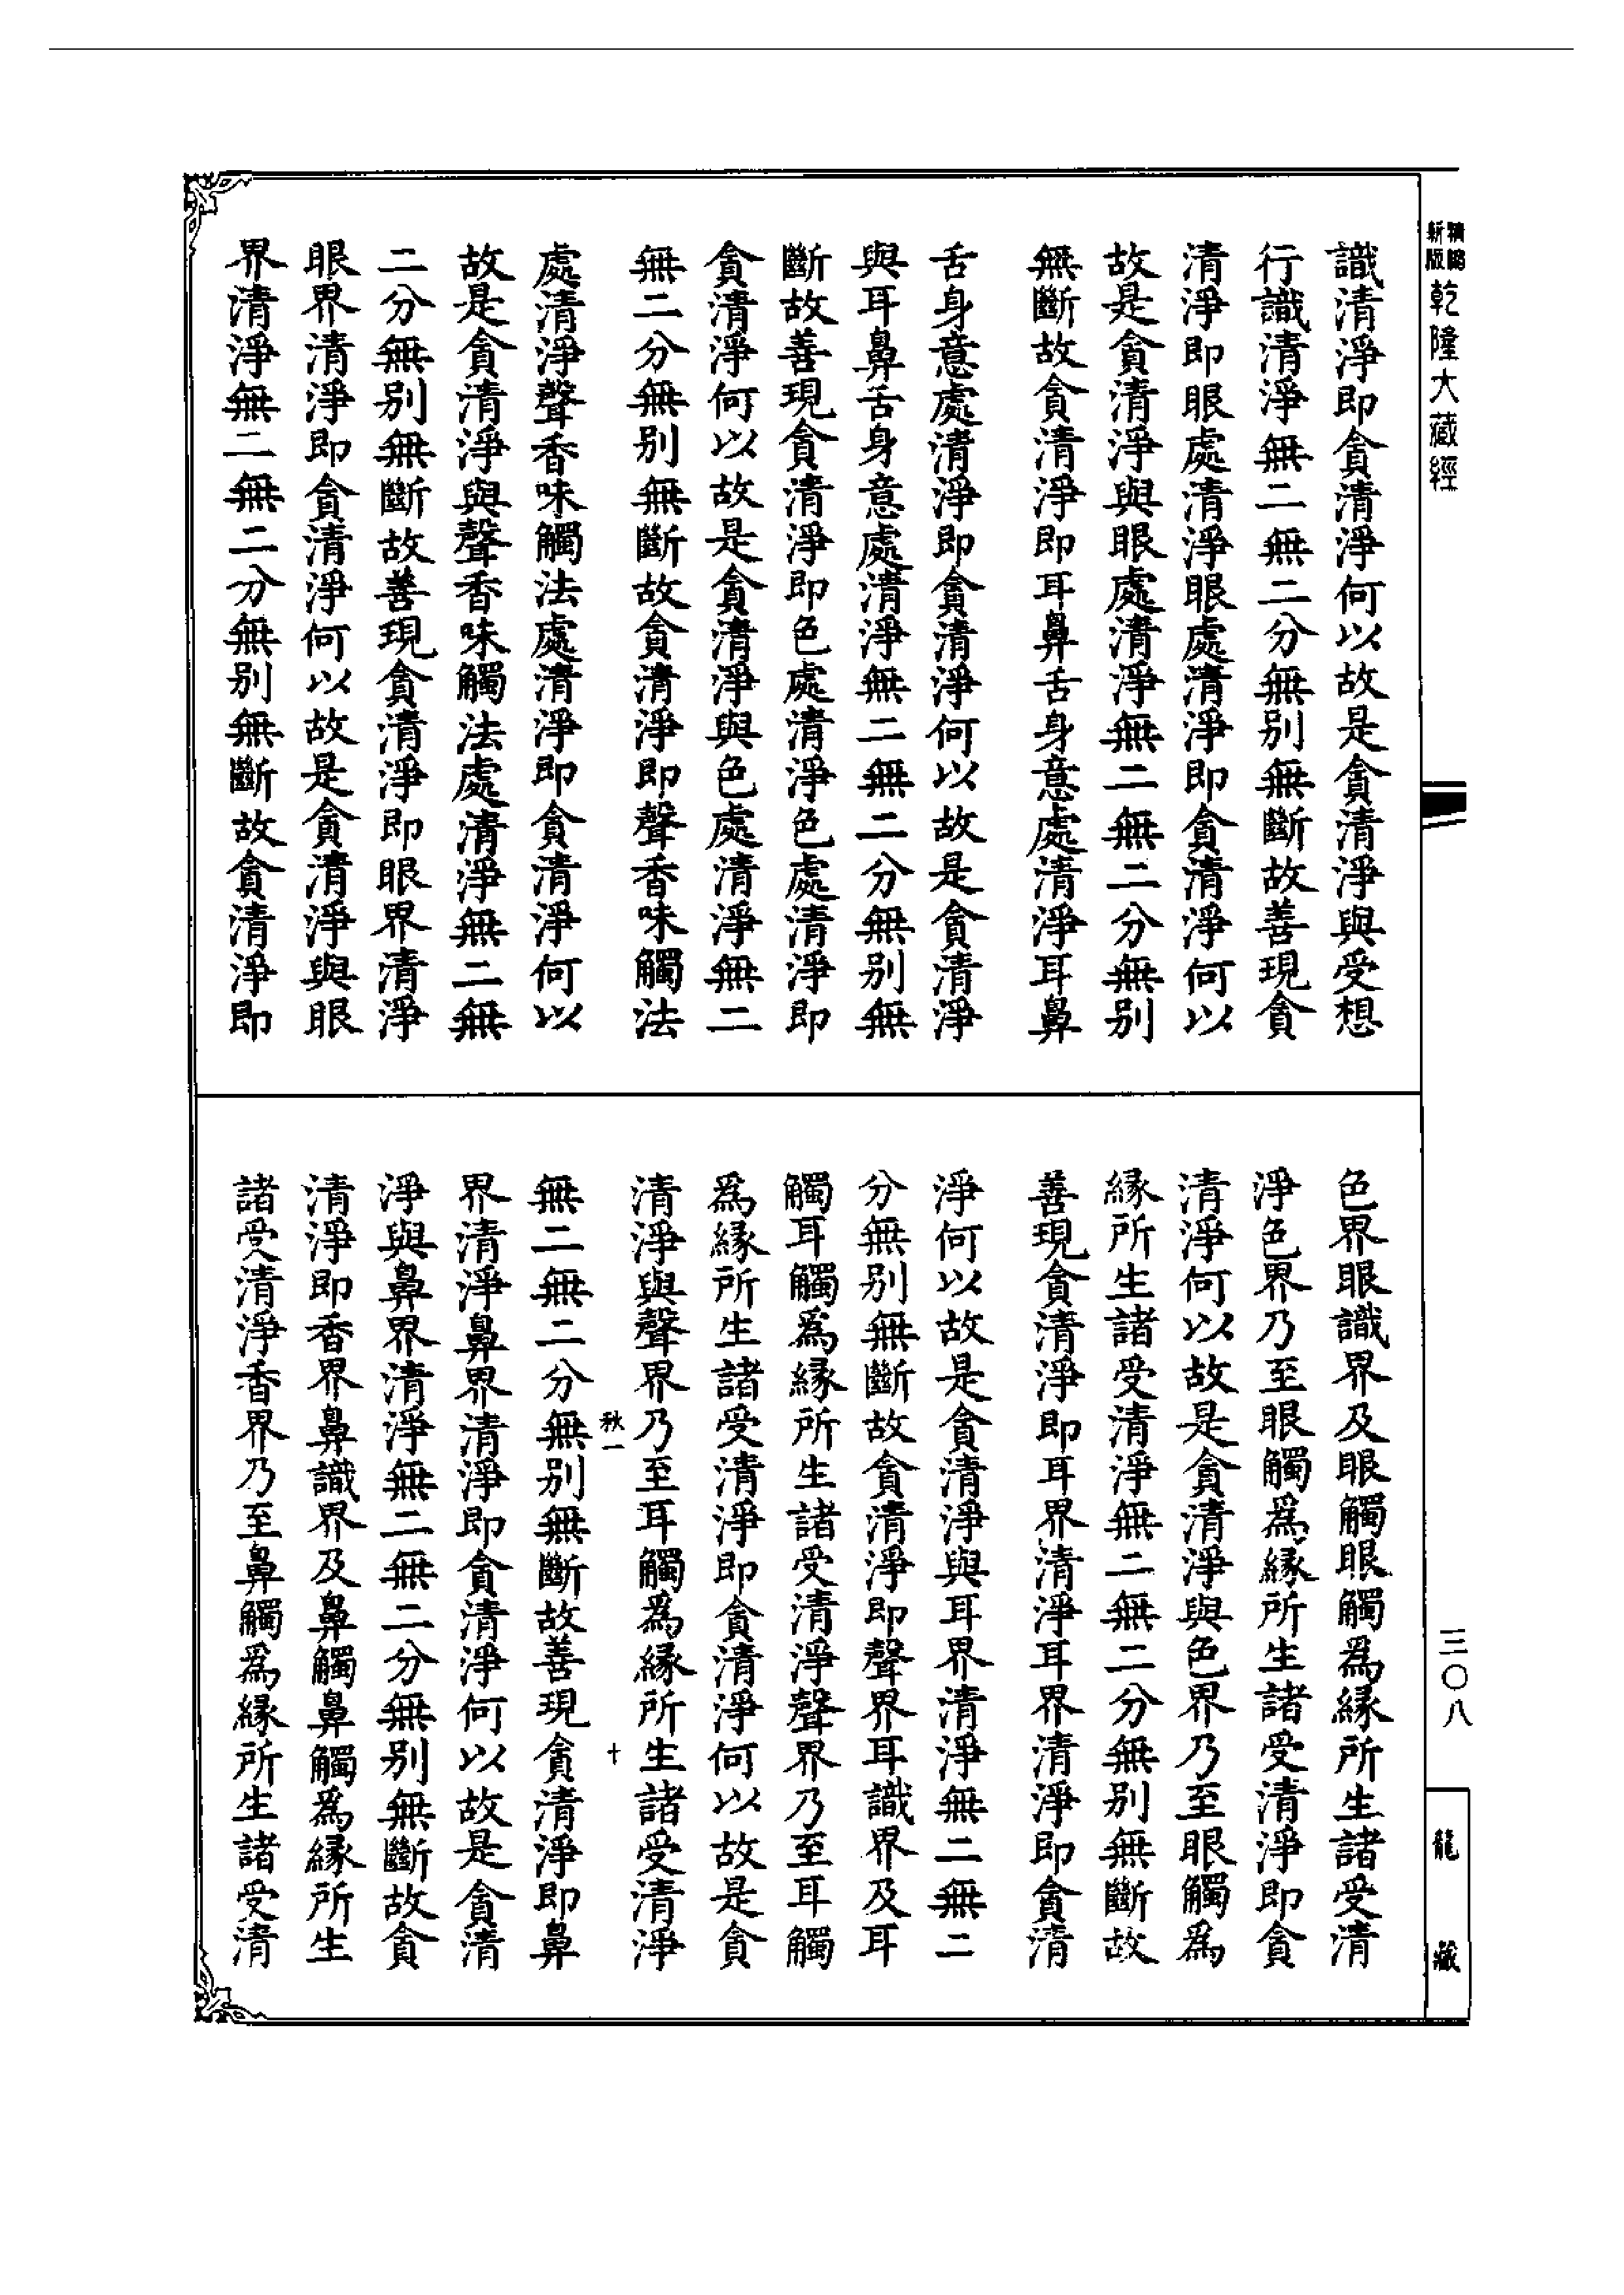 新版
精縮
乾隆大藏經
三〇八
龍藏
識清淨即貪清淨何以故是貪清淨與受想
行識清淨無二無二分無別無斷故善現貪
清淨即眼處清淨眼處清淨即貪清淨何以
故是貪清淨與眼處清淨無二無二分無別
無斷故貪清淨即耳鼻舌身意處清淨耳鼻
舌身意處清淨即貪清淨何以故是貪清淨
與耳鼻舌身意處清淨無二無二分無別無
斷故善現貪清淨即色處清淨色處清淨即
貪清淨何以故是貪清淨與色處清淨無二
無二分無別無斷故貪清淨即聲香味觸法
處清淨聲香味觸法處清淨即貪清淨何以
故是貪清淨與聲香味觸法處清淨無二無
二分無別無斷故善現貪清淨即眼界清淨
眼界清淨即貪清淨何以故是貪清淨與眼
界清淨無二無二分無別無斷故貪清淨即
色界眼識界及眼觸眼觸為緣所生諸受清
淨色界乃至眼觸為緣所生諸受清淨即貪
清淨何以故是貪清淨與色界乃至眼觸為
緣所生諸受清淨無二無二分無別無斷故
善現貪清淨即耳界清淨耳界清淨即貪清
淨何以故是貪清淨與耳界清淨無二無二
分無別無斷故貪清淨即聲界耳識界及耳
觸耳觸為緣所生諸受清淨聲界乃至耳觸
為緣所生諸受清淨即貪清淨何以故是貪
清淨與聲界乃至耳觸為緣所生諸受清淨
秋一 十
無二無二分無別無斷故善現貪清淨即鼻
界清淨鼻界清淨即貪清淨何以故是貪清
淨與鼻界清淨無二無二分無別無斷故貪
清淨即香界鼻識界及鼻觸鼻觸為緣所生
諸受清淨香界乃至鼻觸為緣所生諸受清